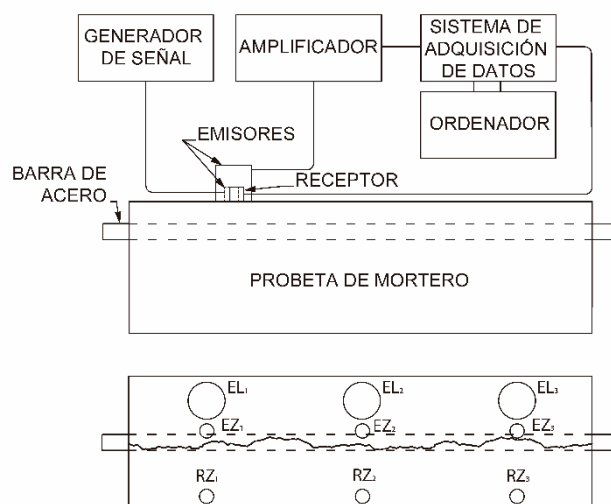 GENERADOR
DE SEÑAL
AMPLIFICADOR
SISTEMA DE
ADQUISICIÓN
DE DATOS
ORDENADOR
EMISORES
RECEPTOR
BARRA DE
ACERO
PROBETA DE MORTERO
EL₁ EL₂ EL₃
EZ₁ EZ₂ EZ₃
RZ₁ RZ₂ RZ₃